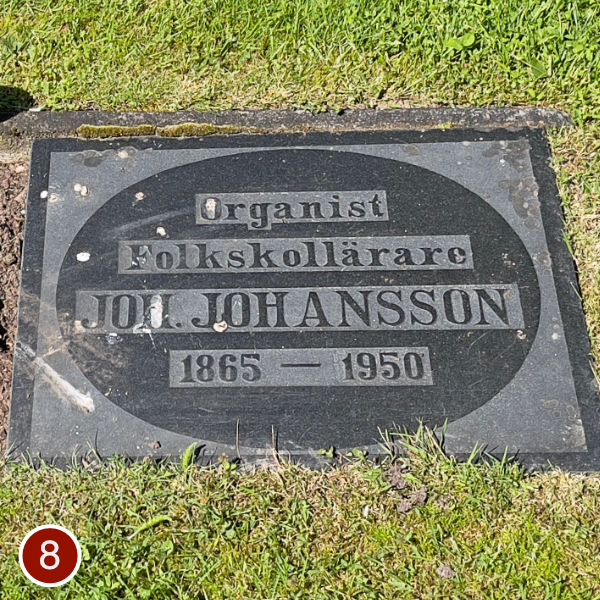 Organist
Folkskollärare
JOH. JOHANSSON
1865 — 1950
8